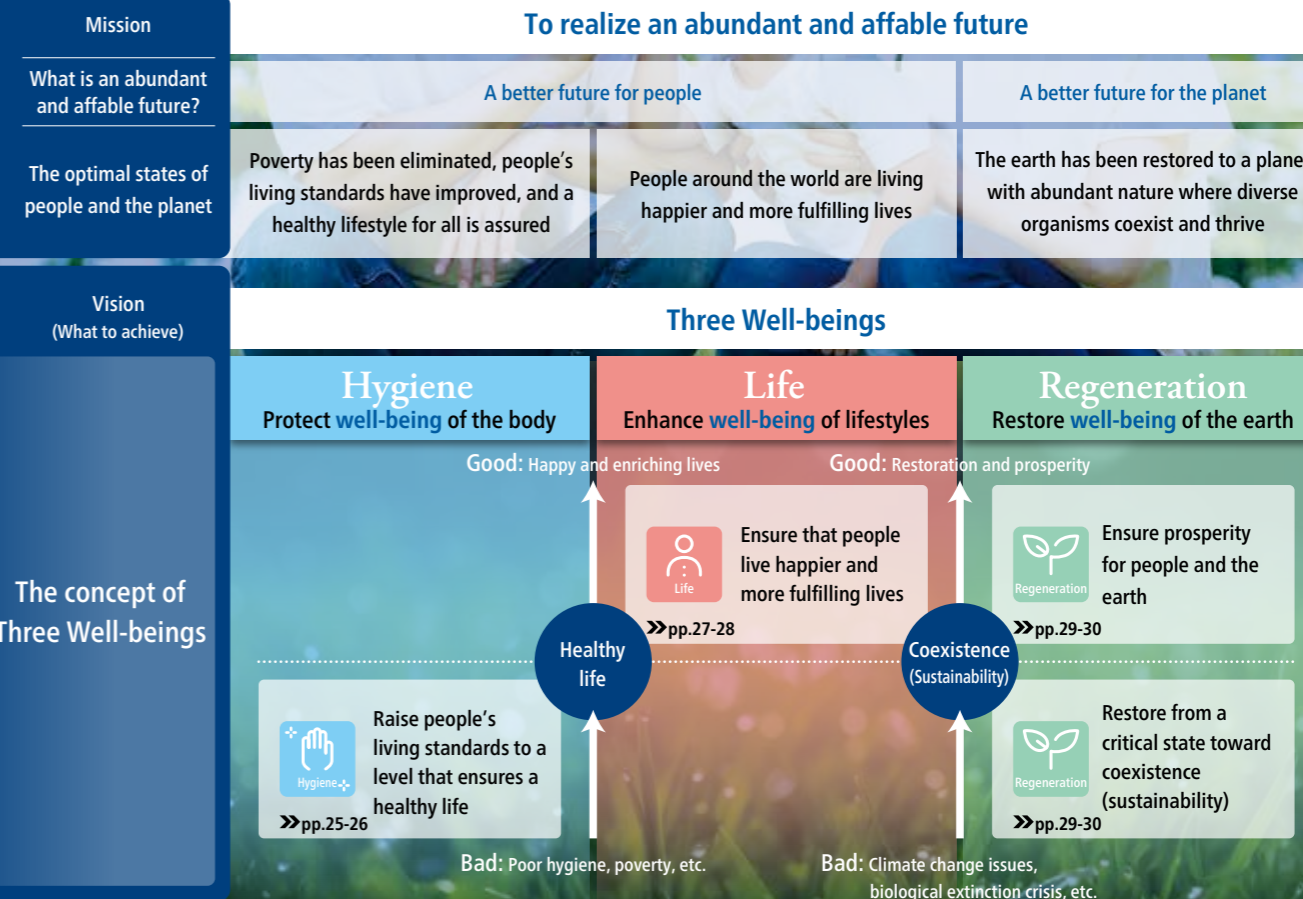 Mission
To realize an abundant and affable future
What is an abundant
and affable future?
A better future for people
A better future for the planet
The optimal states of
people and the planet
Poverty has been eliminated, people's
living standards have improved, and a
healthy lifestyle for all is assured
People around the world are living
happier and more fulfilling lives
The earth has been restored to a plane
with abundant nature where diverse
organisms coexist and thrive
Vision
(What to achieve)
Three Well-beings
The concept of
Three Well-beings
Hygiene
Protect well-being of the body
Life
Enhance well-being of lifestyles
Regeneration
Restore well-being of the earth
Good: Happy and enriching lives
Good: Restoration and prosperity
Life
Ensure that people
live happier and
more fulfilling lives
»pp.27-28
Regeneration
Ensure prosperity
for people and the
earth
»pp.29-30
Healthy
life
Coexistence
(Sustainability)
Hygiene
Raise people's
living standards to a
level that ensures a
healthy life
»pp.25-26
Regeneration
Restore from a
critical state toward
coexistence
(sustainability)
»pp.29-30
Bad: Poor hygiene, poverty, etc.
Bad: Climate change issues,
biological extinction crisis, etc.